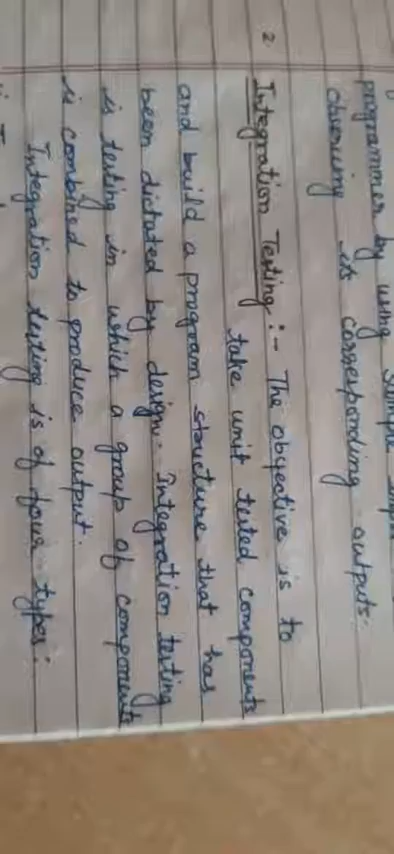 programmer by using sample
observing its corresponding outputs.
2 Integration Testing :- The objective is to
take unit tested components
and build a program structure that has
been dictated by design. Integration testing
is testing in which a group of components
is combined to produce output.
Integration testing is of four types: